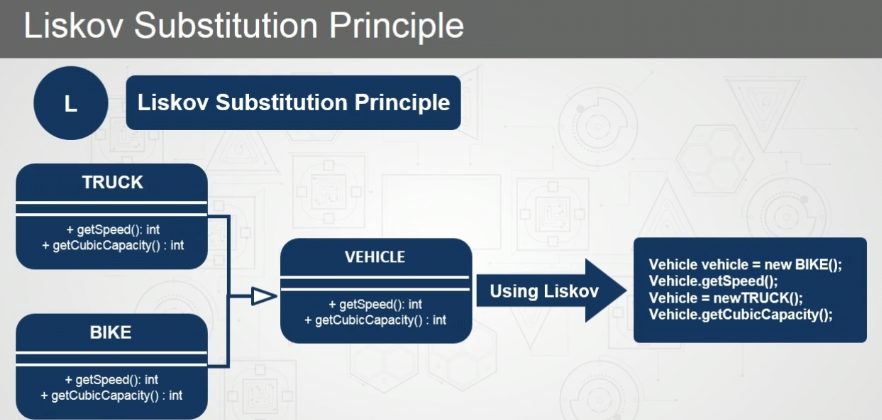 Liskov Substitution Principle
L
Liskov Substitution Principle
TRUCK
+ getSpeed(): int
+ getCubicCapacity() : int
BIKE
+ getSpeed(): int
+ getCubicCapacity() : int
VEHICLE
+ getSpeed(): int
+ getCubicCapacity() : int
Using Liskov
Vehicle vehicle = new BIKE();
Vehicle.getSpeed();
Vehicle = newTRUCK();
Vehicle.getCubicCapacity();